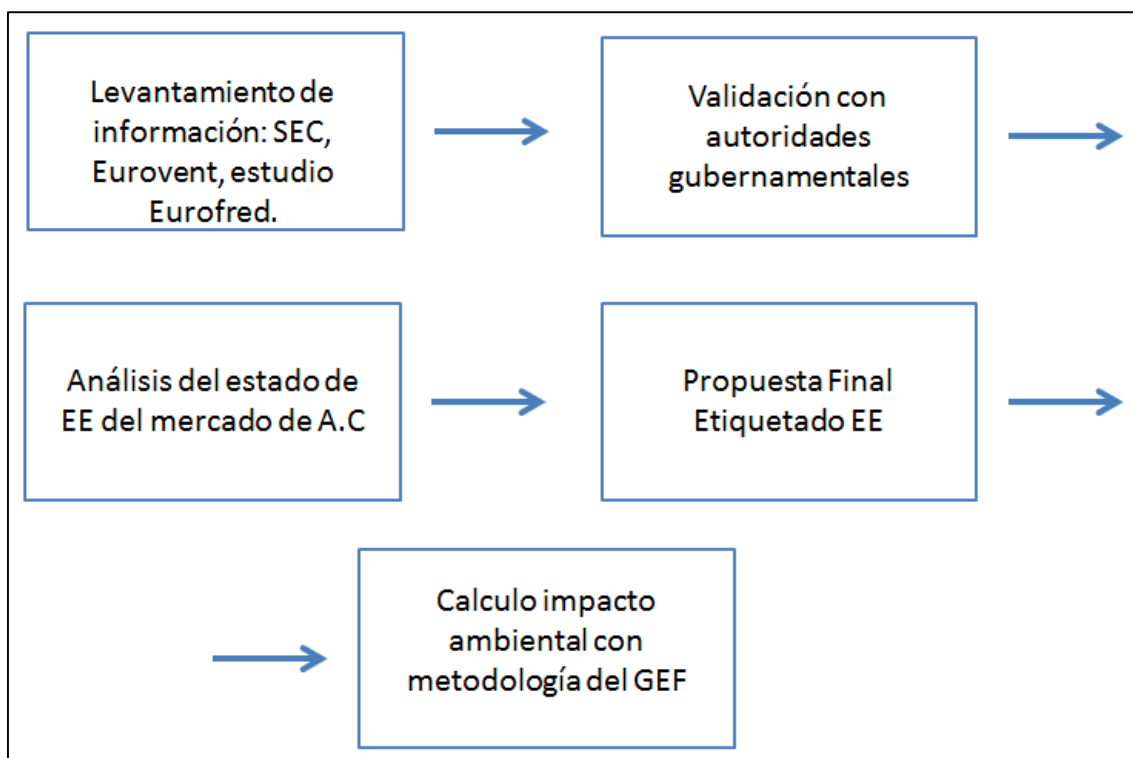 Levantamiento de
información: SEC,
Eurovent, estudio
Eurofred.
Validación con
autoridades
gubernamentales
Análisis del estado de
EE del mercado de A.C
Propuesta Final
Etiquetado EE
Calculo impacto
ambiental con
metodología del GEF